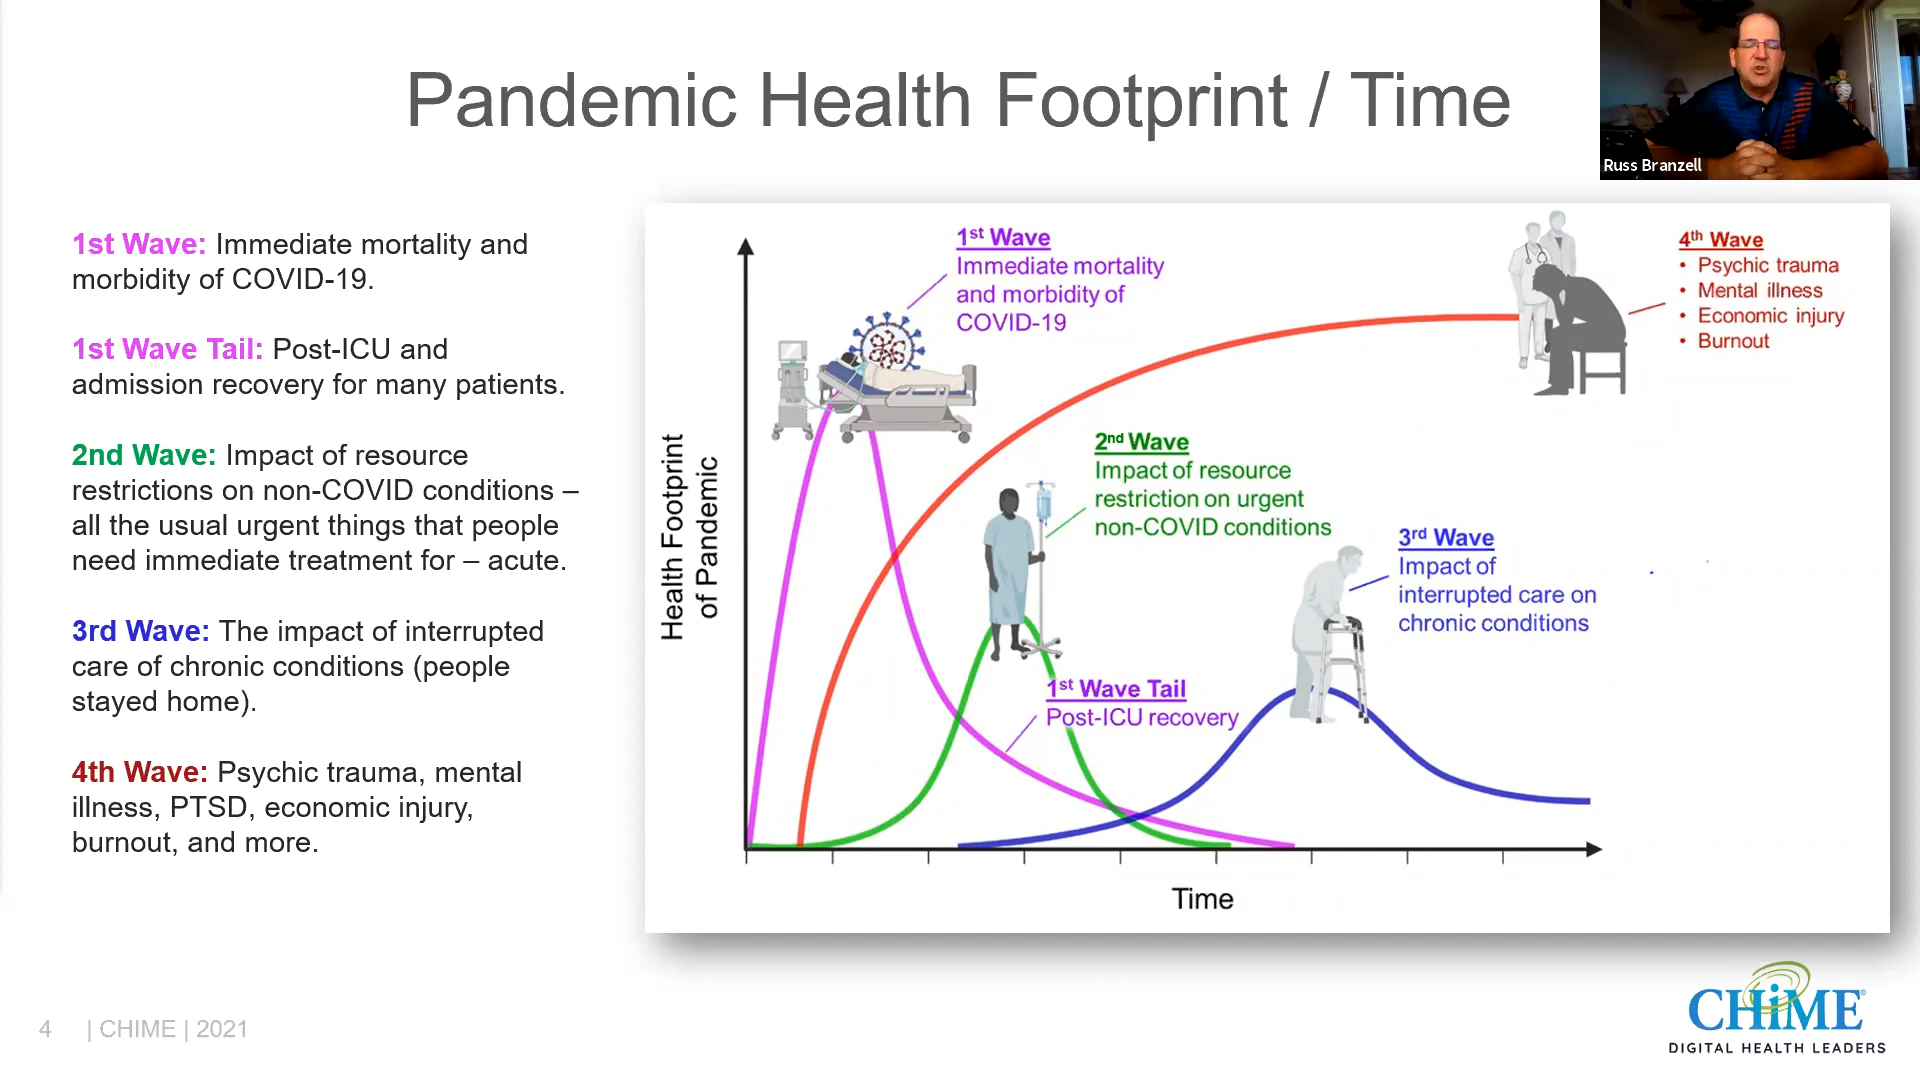 Pandemic Health Footprint / Time
Russ Branzell
1st Wave: Immediate mortality and
morbidity of COVID-19.
1st Wave Tail: Post-ICU and
admission recovery for many patients.
2nd Wave: Impact of resource
restrictions on non-COVID conditions –
all the usual urgent things that people
need immediate treatment for – acute.
3rd Wave: The impact of interrupted
care of chronic conditions (people
stayed home).
4th Wave: Psychic trauma, mental
illness, PTSD, economic injury,
burnout, and more.
Health Footprint
of Pandemic
1st Wave
Immediate mortality
and morbidity of
COVID-19
4th Wave
• Psychic trauma
• Mental illness
• Economic injury
• Burnout
2nd Wave
Impact of resource
restriction on urgent
non-COVID conditions
3rd Wave
Impact of
interrupted care on
chronic conditions
1st Wave Tail
Post-ICU recovery
Time
4 | CHIME | 2021
CHiME®
DIGITAL HEALTH LEADERS